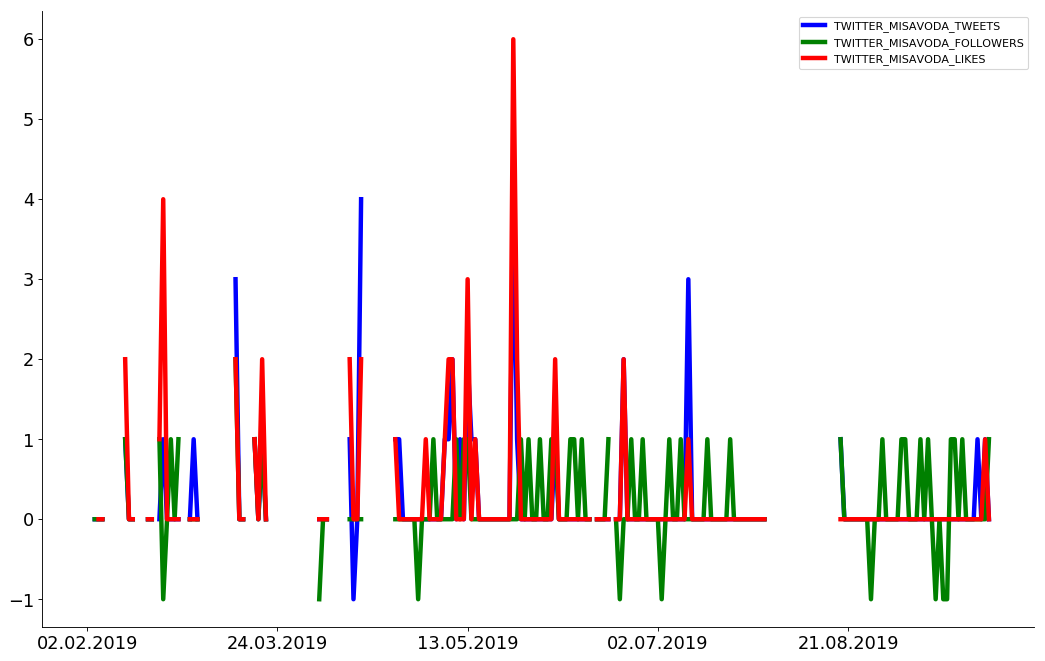 TWITTER_MISAVODA_TWEETS
TWITTER_MISAVODA_FOLLOWERS
TWITTER_MISAVODA_LIKES
6
5
4
3
2
1
0
−1
02.02.2019 24.03.2019 13.05.2019 02.07.2019 21.08.2019